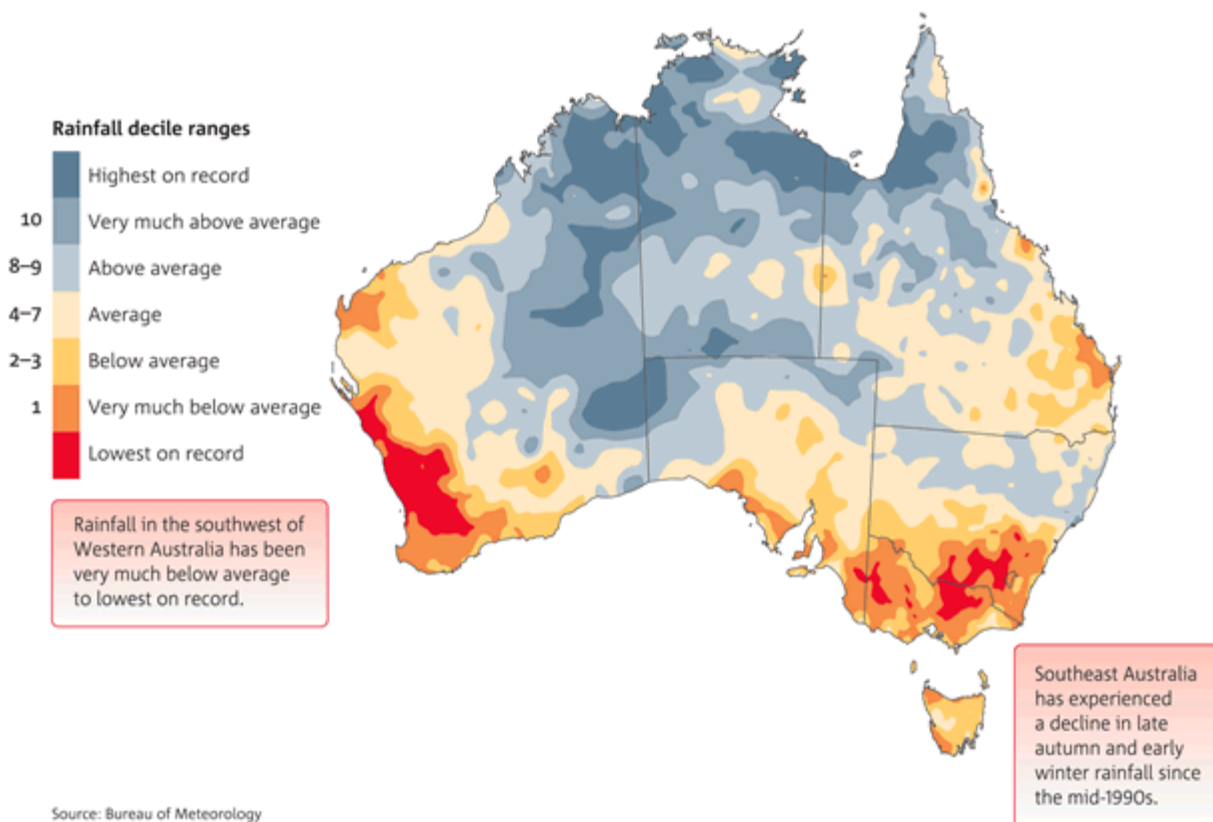 Rainfall decile ranges
Highest on record
10 Very much above average
8–9 Above average
4–7 Average
2–3 Below average
1 Very much below average
Lowest on record
Rainfall in the southwest of
Western Australia has been
very much below average
to lowest on record.
Southeast Australia
has experienced
a decline in late
autumn and early
winter rainfall since
the mid-1990s.
Source: Bureau of Meteorology